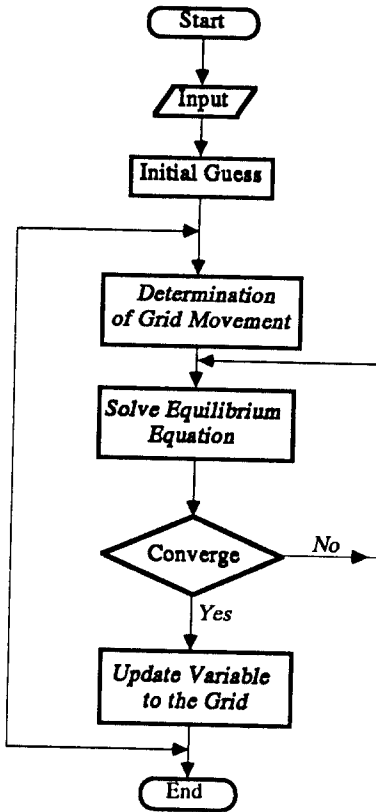 Start
Input
Initial Guess
Determination
of Grid Movement
Solve Equilibrium
Equation
Converge
No
Yes
Update Variable
to the Grid
End